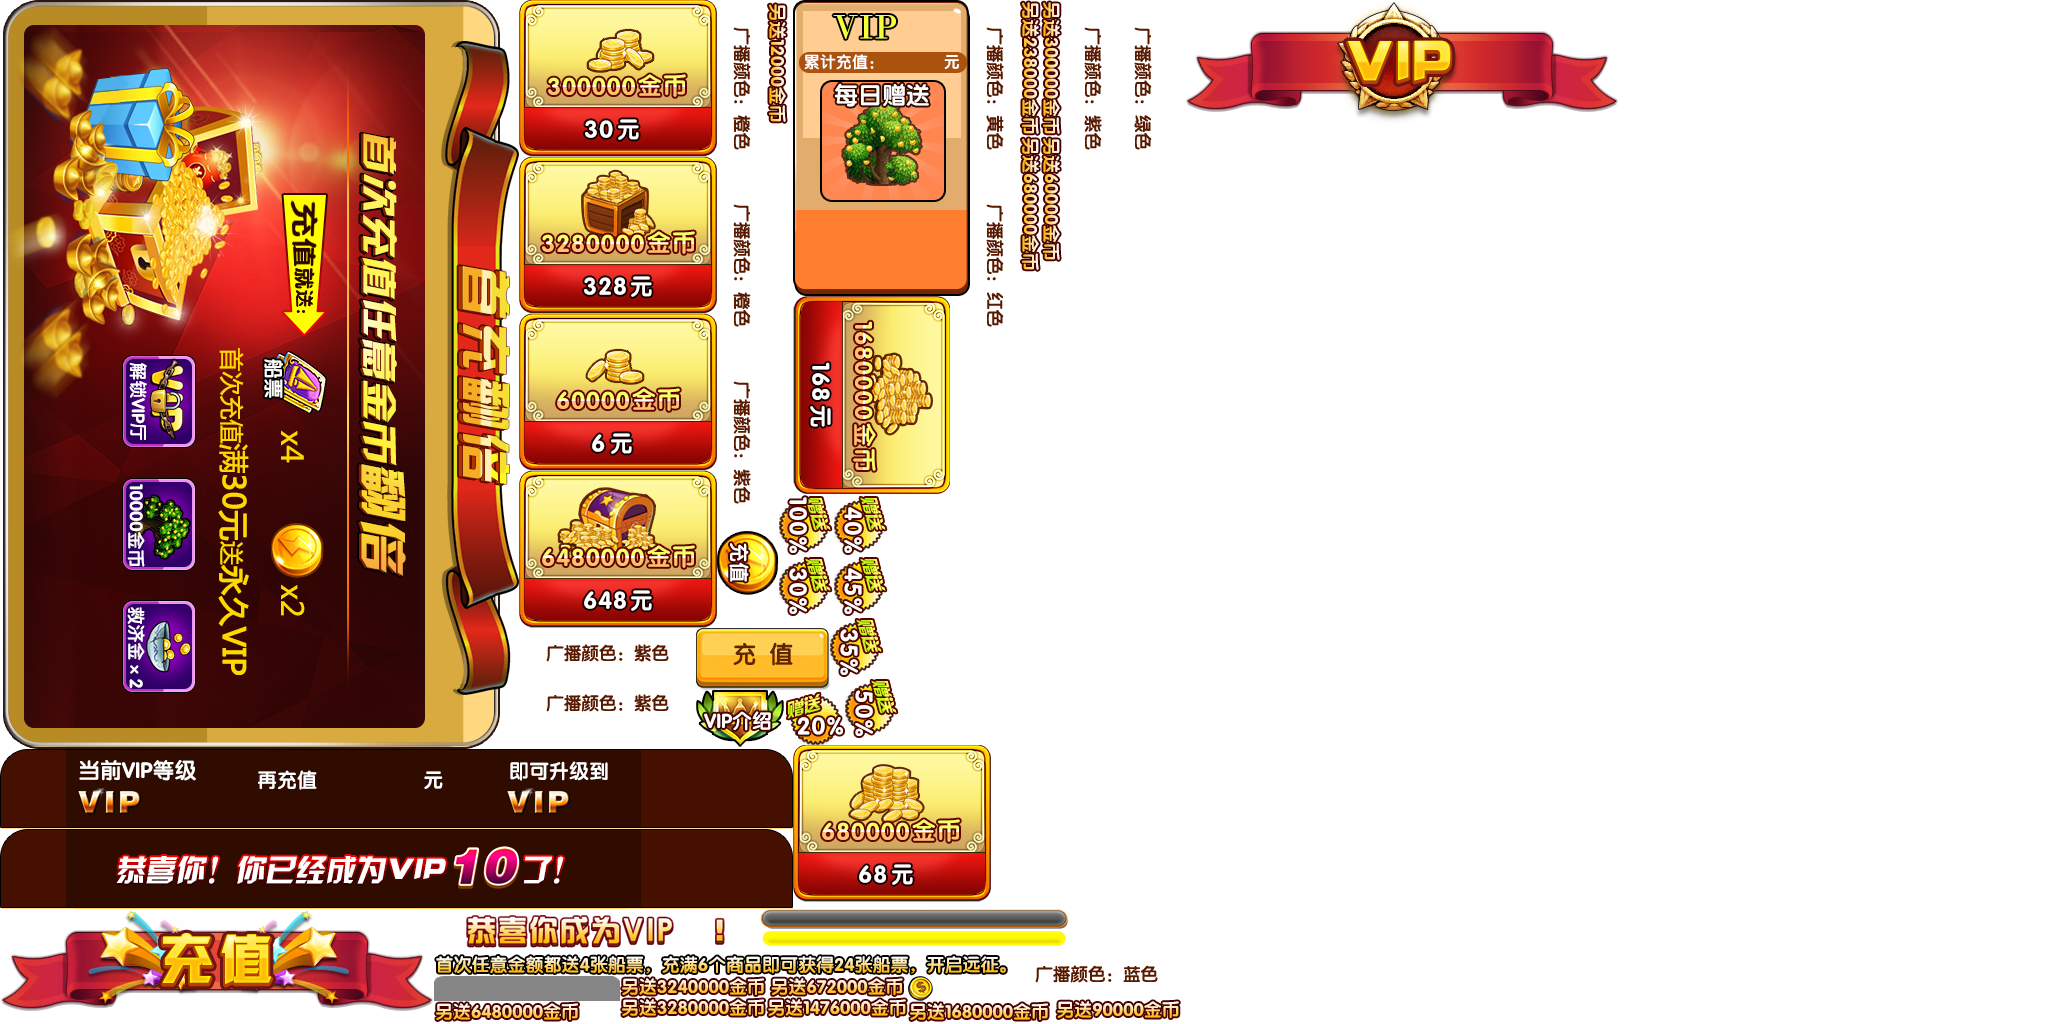 首充翻倍
首次充值任意金币翻倍
充值就送:
船票
x4
x2
首次充值满30元送永久VIP
解锁VIP厅
10000金币
救济金×2
300000金币
30元
3280000金币
328元
60000金币
6元
6480000金币
648元
广播颜色：橙色
广播颜色：橙色
广播颜色：紫色
另送12000金币
VIP
累计充值： 元
每日赠送
广播颜色：黄色
广播颜色：红色
另送300000金币
另送60000金币
另送2380000金币
另送680000金币
广播颜色：紫色
广播颜色：绿色
VIP
1680000金币
168元
充值
赠送100%
赠送40%
赠送30%
赠送45%
赠送35%
赠送50%
赠送20%
广播颜色：紫色
广播颜色：紫色
充 值
VIP介绍
当前VIP等级
VIP
再充值 元
即可升级到
VIP
680000金币
68元
恭喜你！你已经成为VIP10了！
充值
恭喜你成为VIP ！
首次任意金额都送4张船票，充满6个商品即可获得24张船票，开启远征。
广播颜色：蓝色
另送3240000金币
另送672000金币
另送6480000金币
另送3280000金币
另送1476000金币
另送1680000金币
另送90000金币